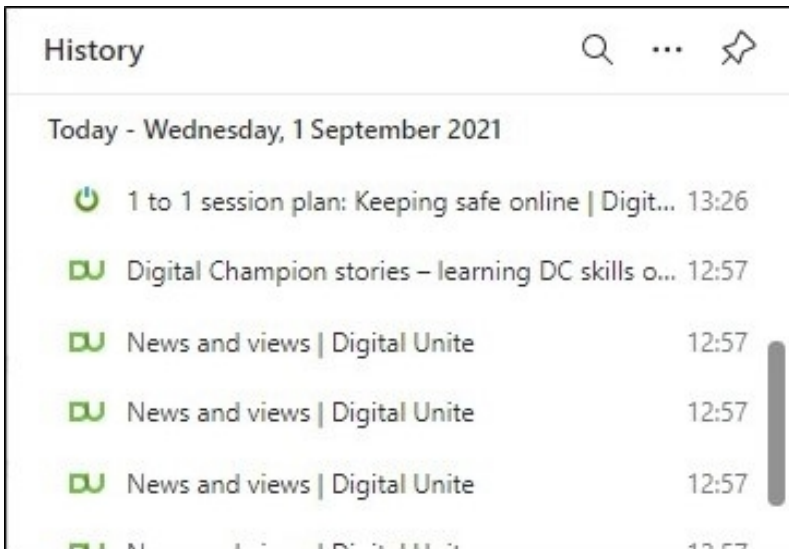 History
Today - Wednesday, 1 September 2021
1 to 1 session plan: Keeping safe online | Digit... 13:26
DU Digital Champion stories – learning DC skills o... 12:57
DU News and views | Digital Unite 12:57
DU News and views | Digital Unite 12:57
DU News and views | Digital Unite 12:57